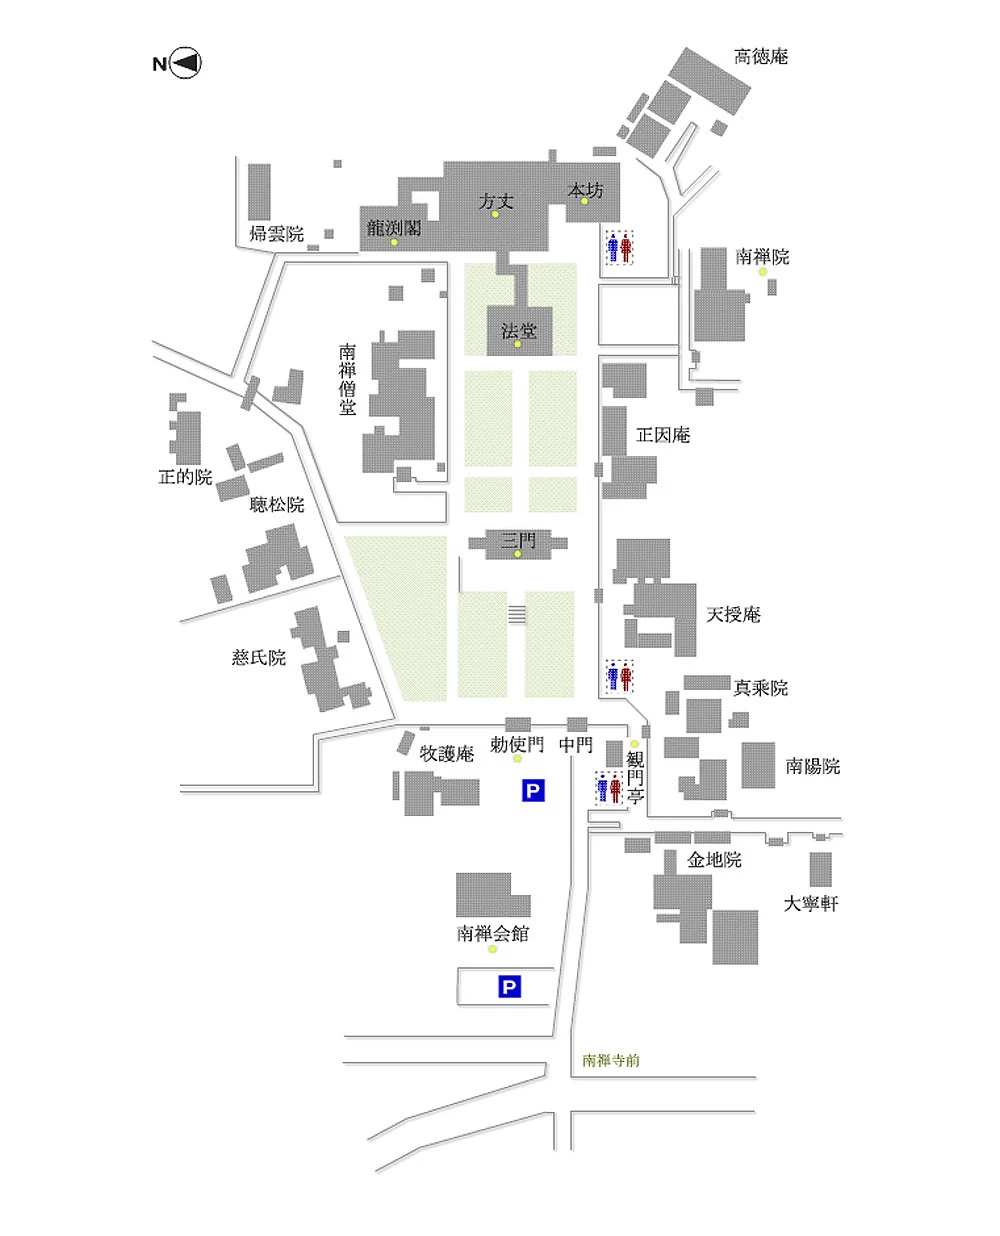 高徳庵
N
方丈
本坊
龍渕閣
帰雲院
南禅院
法堂
南禅僧堂
正因庵
正的院
聴松院
三門
天授庵
慈氏院
真乗院
勅使門
中門
牧護庵
観門亭
南陽院
P
金地院
大寧軒
南禅会館
P
南禅寺前